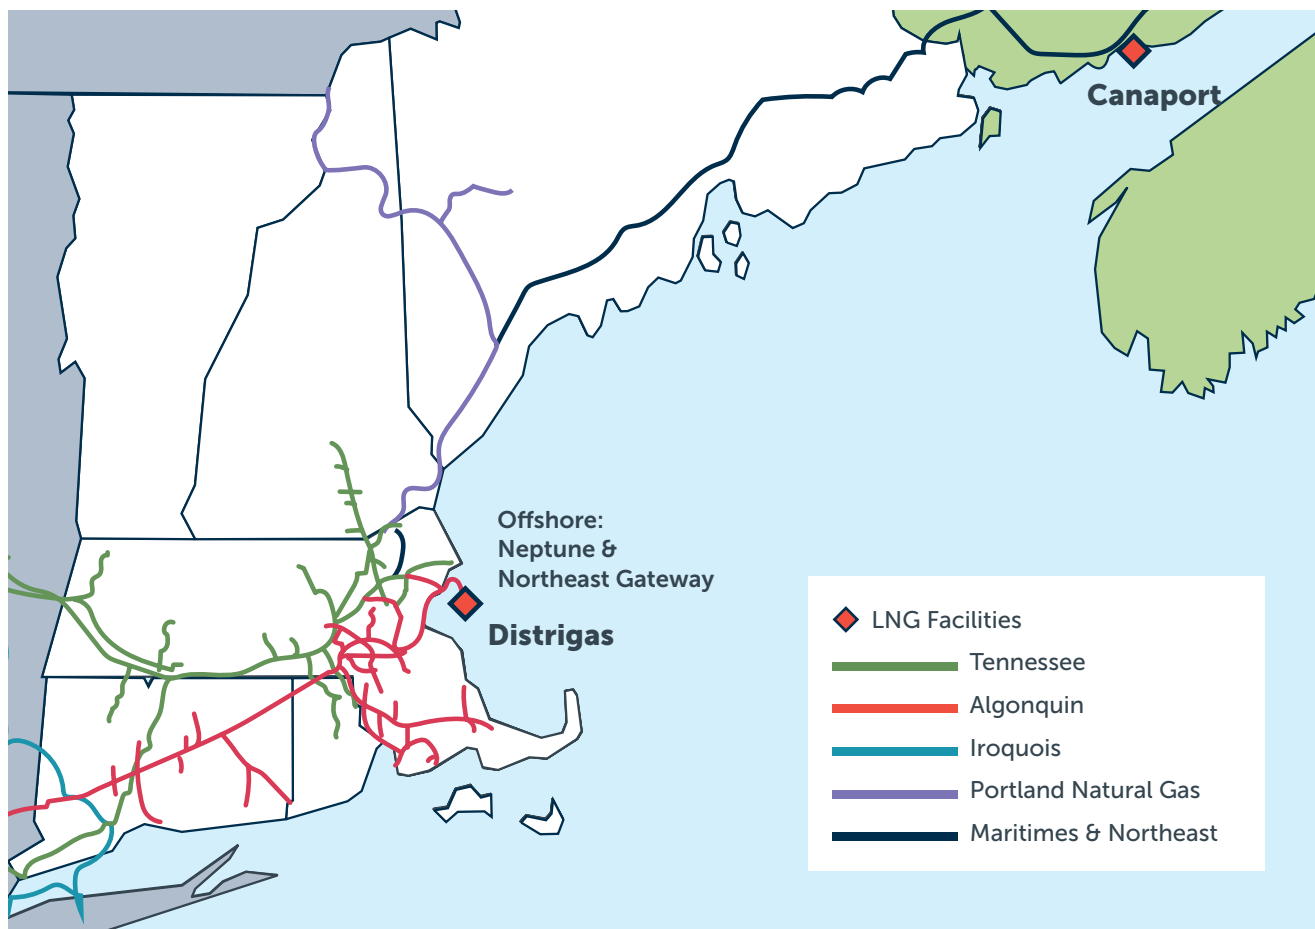 Canaport
Offshore:
Neptune &
Northeast Gateway
Distrigas
LNG Facilities
Tennessee
Algonquin
Iroquois
Portland Natural Gas
Maritimes & Northeast